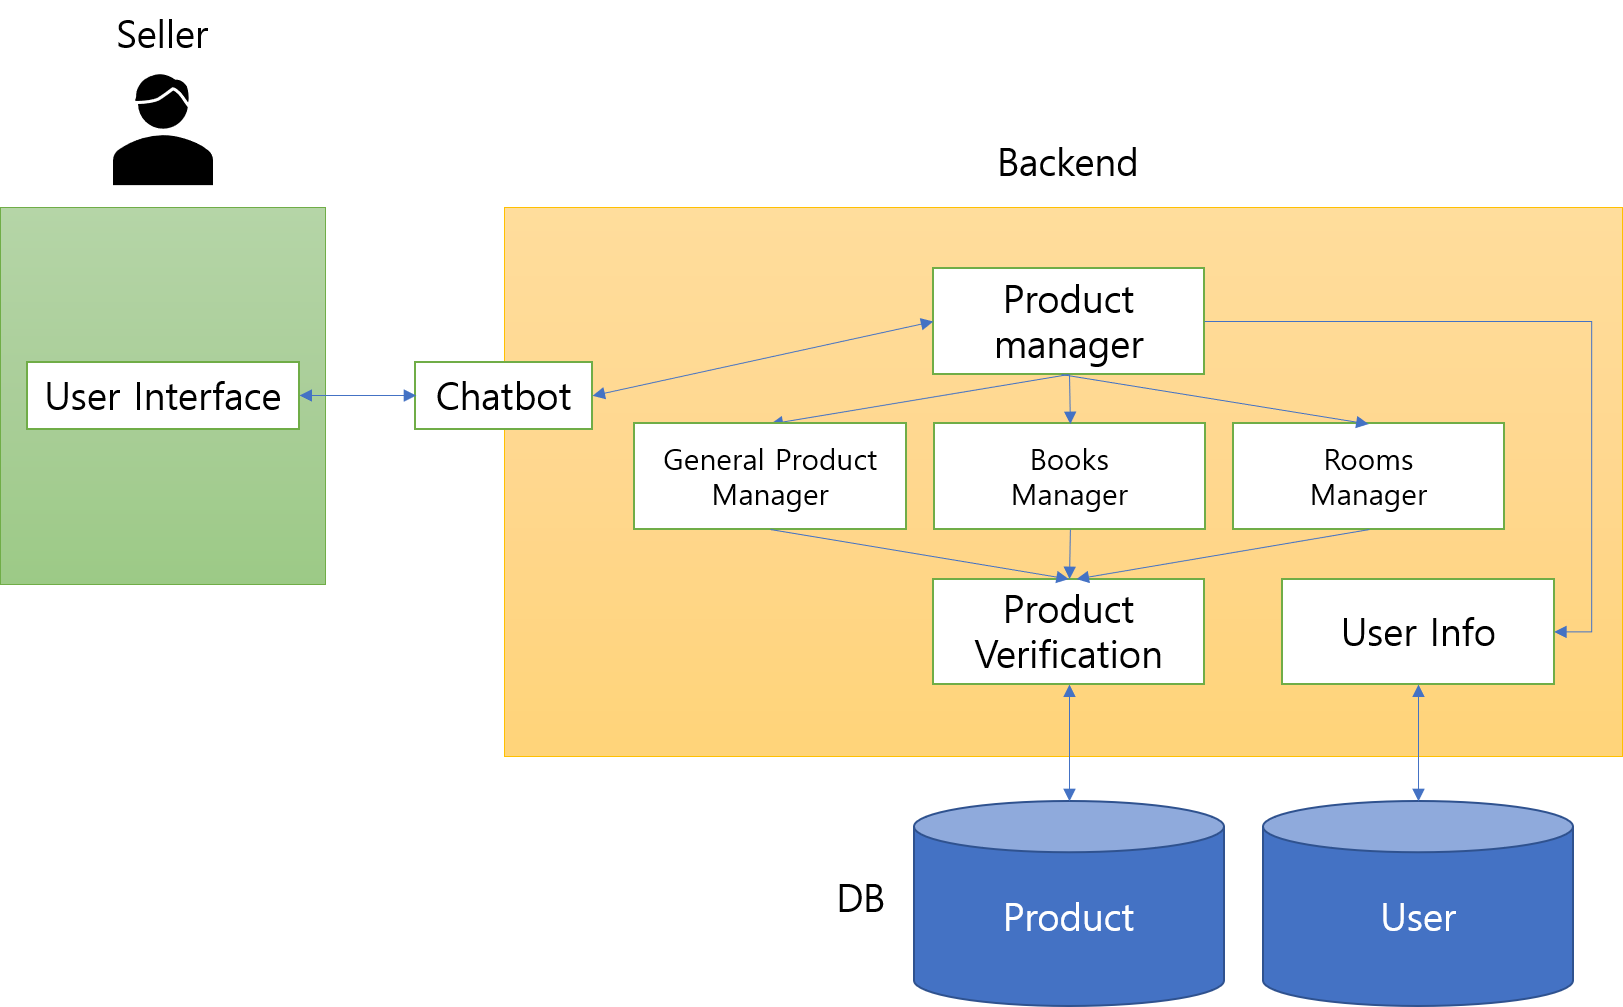 Seller
Backend
Product
manager
User Interface
Chatbot
General Product
Manager
Books
Manager
Rooms
Manager
Product
Verification
User Info
DB
Product
User